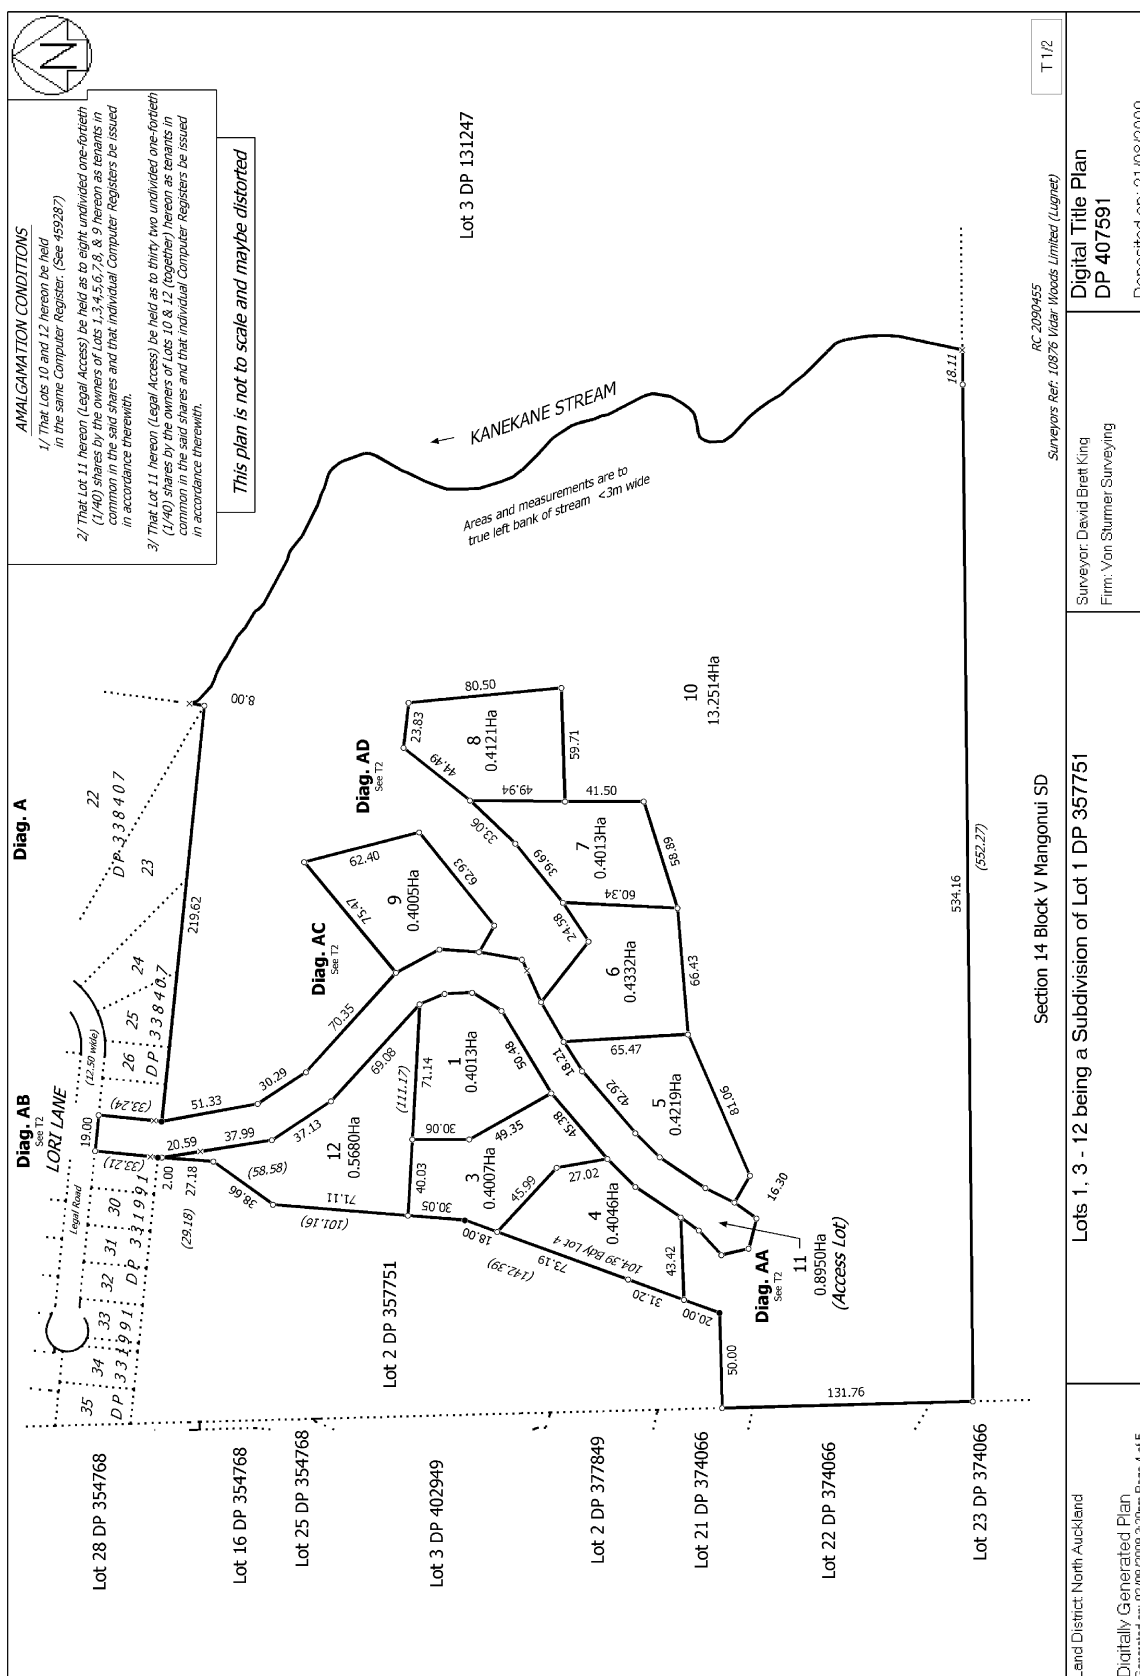 N
AMALGAMATION CONDITIONS
1/ That Lots 10 and 12 hereon be held
in the same Computer Register. (See 459287)
2/ That Lot 11 hereon (Legal Access) be held as to eight undivided one-fortieth
(1/40) shares by the owners of Lots 1,3,4,5,6,7,8, & 9 hereon as tenants in
common in the said shares and that individual Computer Registers be issued
in accordance therewith.
3/ That Lot 11 hereon (Legal Access) be held as to thirty two undivided one-fortieth
(1/40) shares by the owners of Lots 10 & 12 (together) hereon as tenants in
common in the said shares and that individual Computer Registers be issued
in accordance therewith.
This plan is not to scale and maybe distorted
Diag. A
Lot 3 DP 131247
T 1/2
KANEKANE STREAM
Areas and measurements are to
true left bank of stream <3m wide
22
DP 338407
23
24
25
26
DP 338407
219.62
8.00
(12.50 wide)
Diag. AB
See T2
LORI LANE
Legal Road
19.00
(33.24)
(33.21)
30
31
32
33
34
35
DP 331991
DP 331991
2.00
20.59
51.33
30.29
70.35
27.18
(29.18)
37.99
37.13
69.08
38.66
(58.58)
12
0.5680Ha
71.11
(101.16)
Diag. AC
See T2
75.47
62.40
9
0.4005Ha
62.93
Diag. AD
See T2
23.83
80.50
8
0.4121Ha
44.49
49.94
59.71
33.06
39.69
7
0.4013Ha
41.50
58.89
60.34
24.58
6
0.4332Ha
66.43
65.47
18.21
42.92
5
0.4219Ha
81.06
16.30
(111.17)
71.14
1
0.4013Ha
50.48
40.03
30.06
49.35
3
0.4007Ha
30.05
18.00
45.38
45.99
27.02
4
0.4046Ha
(142.39)
73.19
104.39 Bdy Lot 4
31.20
43.42
20.00
50.00
Diag. AA
See T2
11
0.8950Ha
(Access Lot)
10
13.2514Ha
18.11
534.16
(552.27)
131.76
Lot 2 DP 357751
Lot 28 DP 354768
Lot 16 DP 354768
Lot 25 DP 354768
Lot 3 DP 402949
Lot 2 DP 377849
Lot 21 DP 374066
Lot 22 DP 374066
Lot 23 DP 374066
Section 14 Block V Mangonui SD
RC 2090455
Surveyors Ref: 10876 Vidar Woods Limited (Lugnet)
Land District: North Auckland
Digitally Generated Plan
Lots 1, 3 - 12 being a Subdivision of Lot 1 DP 357751
Surveyor: David Brett King
Firm: Von Sturmer Surveying
Digital Title Plan
DP 407591